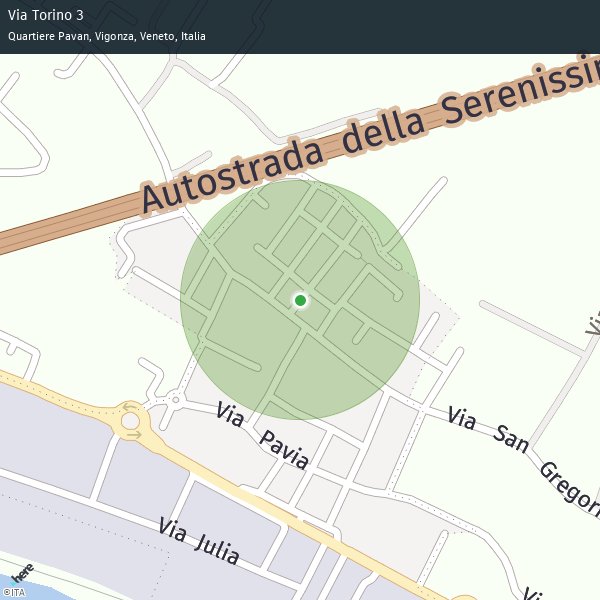 Via Torino 3
Quartiere Pavan, Vigonza, Veneto, Italia
Autostrada della Serenissi
Via
Via San Gregori
Via Pavia
Via Julia
Vi
here
©ITA